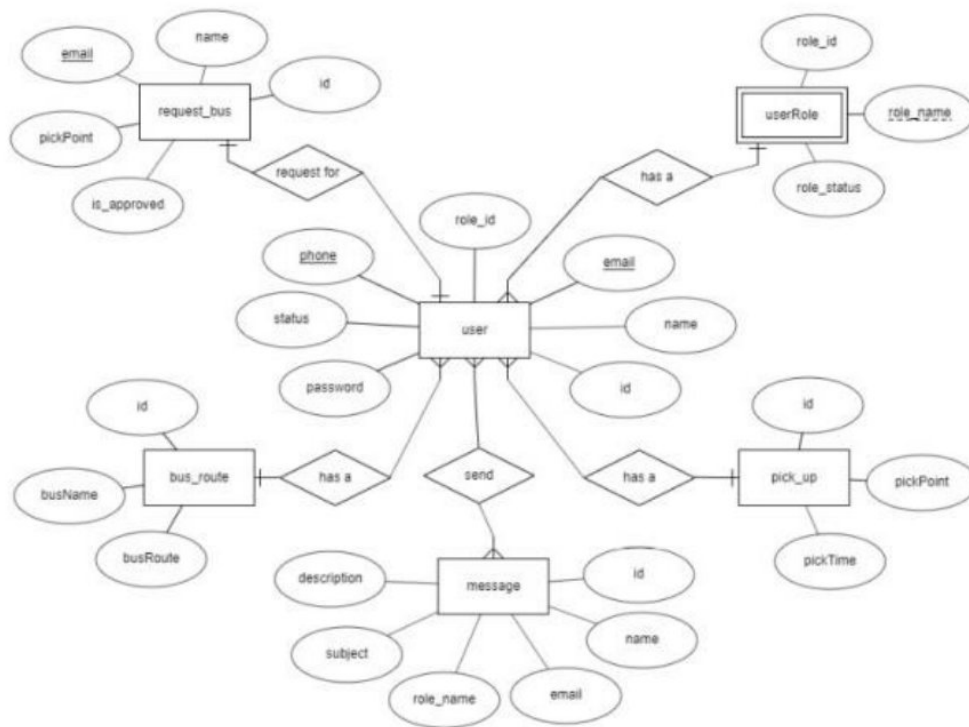 name
role_id
email
id
request_bus
userRole
role_name
pickPoint
request for
has a
is_approved
role_status
role_id
phone
email
status
user
name
password
id
id
id
bus_route
has a
send
has a
pick_up
pickPoint
busName
busRoute
pickTime
description
message
id
subject
name
role_name
email